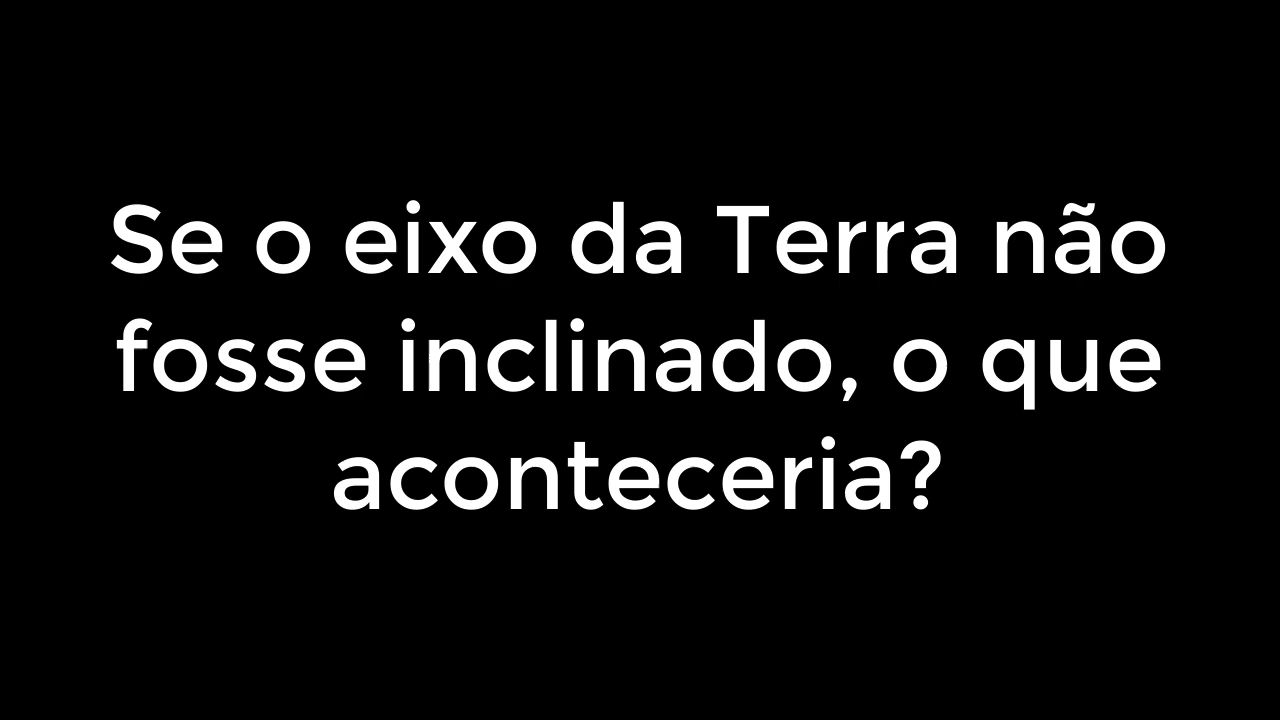 Se o eixo da Terra não
fosse inclinado, o que
aconteceria?